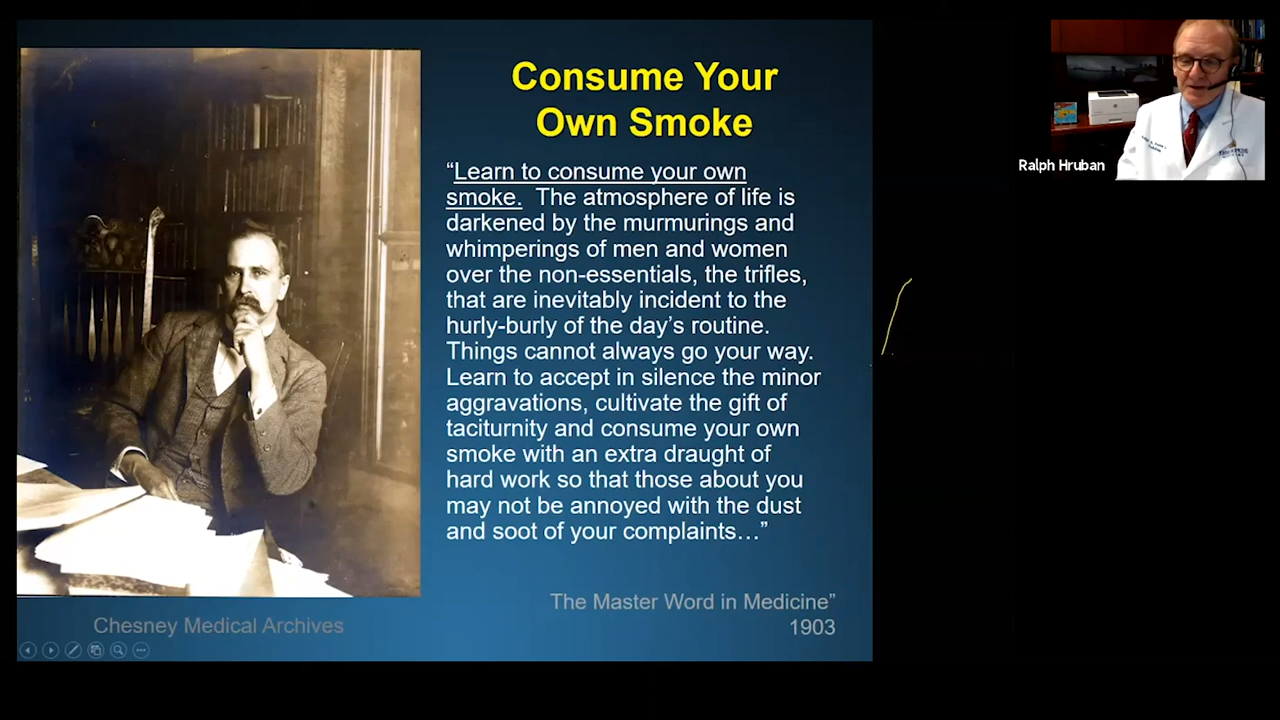 Consume Your
Own Smoke
“Learn to consume your own
smoke. The atmosphere of life is
darkened by the murmurings and
whimperings of men and women
over the non-essentials, the trifles,
that are inevitably incident to the
hurly-burly of the day’s routine.
Things cannot always go your way.
Learn to accept in silence the minor
aggravations, cultivate the gift of
taciturnity and consume your own
smoke with an extra draught of
hard work so that those about you
may not be annoyed with the dust
and soot of your complaints…”
The Master Word in Medicine”
1903
Chesney Medical Archives
Ralph Hruban